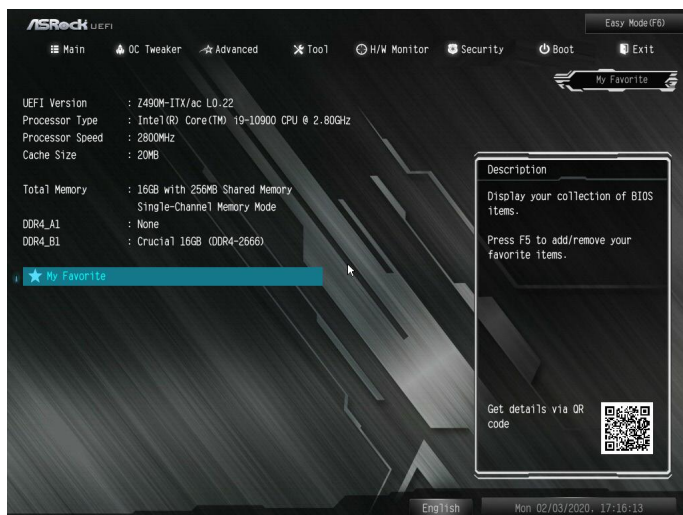 ASRock UEFI
Easy Mode(F6)
Main OC Tweaker Advanced Tool H/W Monitor Security Boot Exit
My Favorite
UEFI Version : Z490M-ITX/ac L0.22
Processor Type : Intel(R) Core(TM) i9-10900 CPU @ 2.80GHz
Processor Speed : 2800MHz
Cache Size : 20MB
Total Memory : 16GB with 256MB Shared Memory
Single-Channel Memory Mode
DDR4_A1 : None
DDR4_B1 : Crucial 16GB (DDR4-2666)
My Favorite
Description
Display your collection of BIOS
items.
Press F5 to add/remove your
favorite items.
Get details via QR
code
English
Mon 02/03/2020. 17:16:13